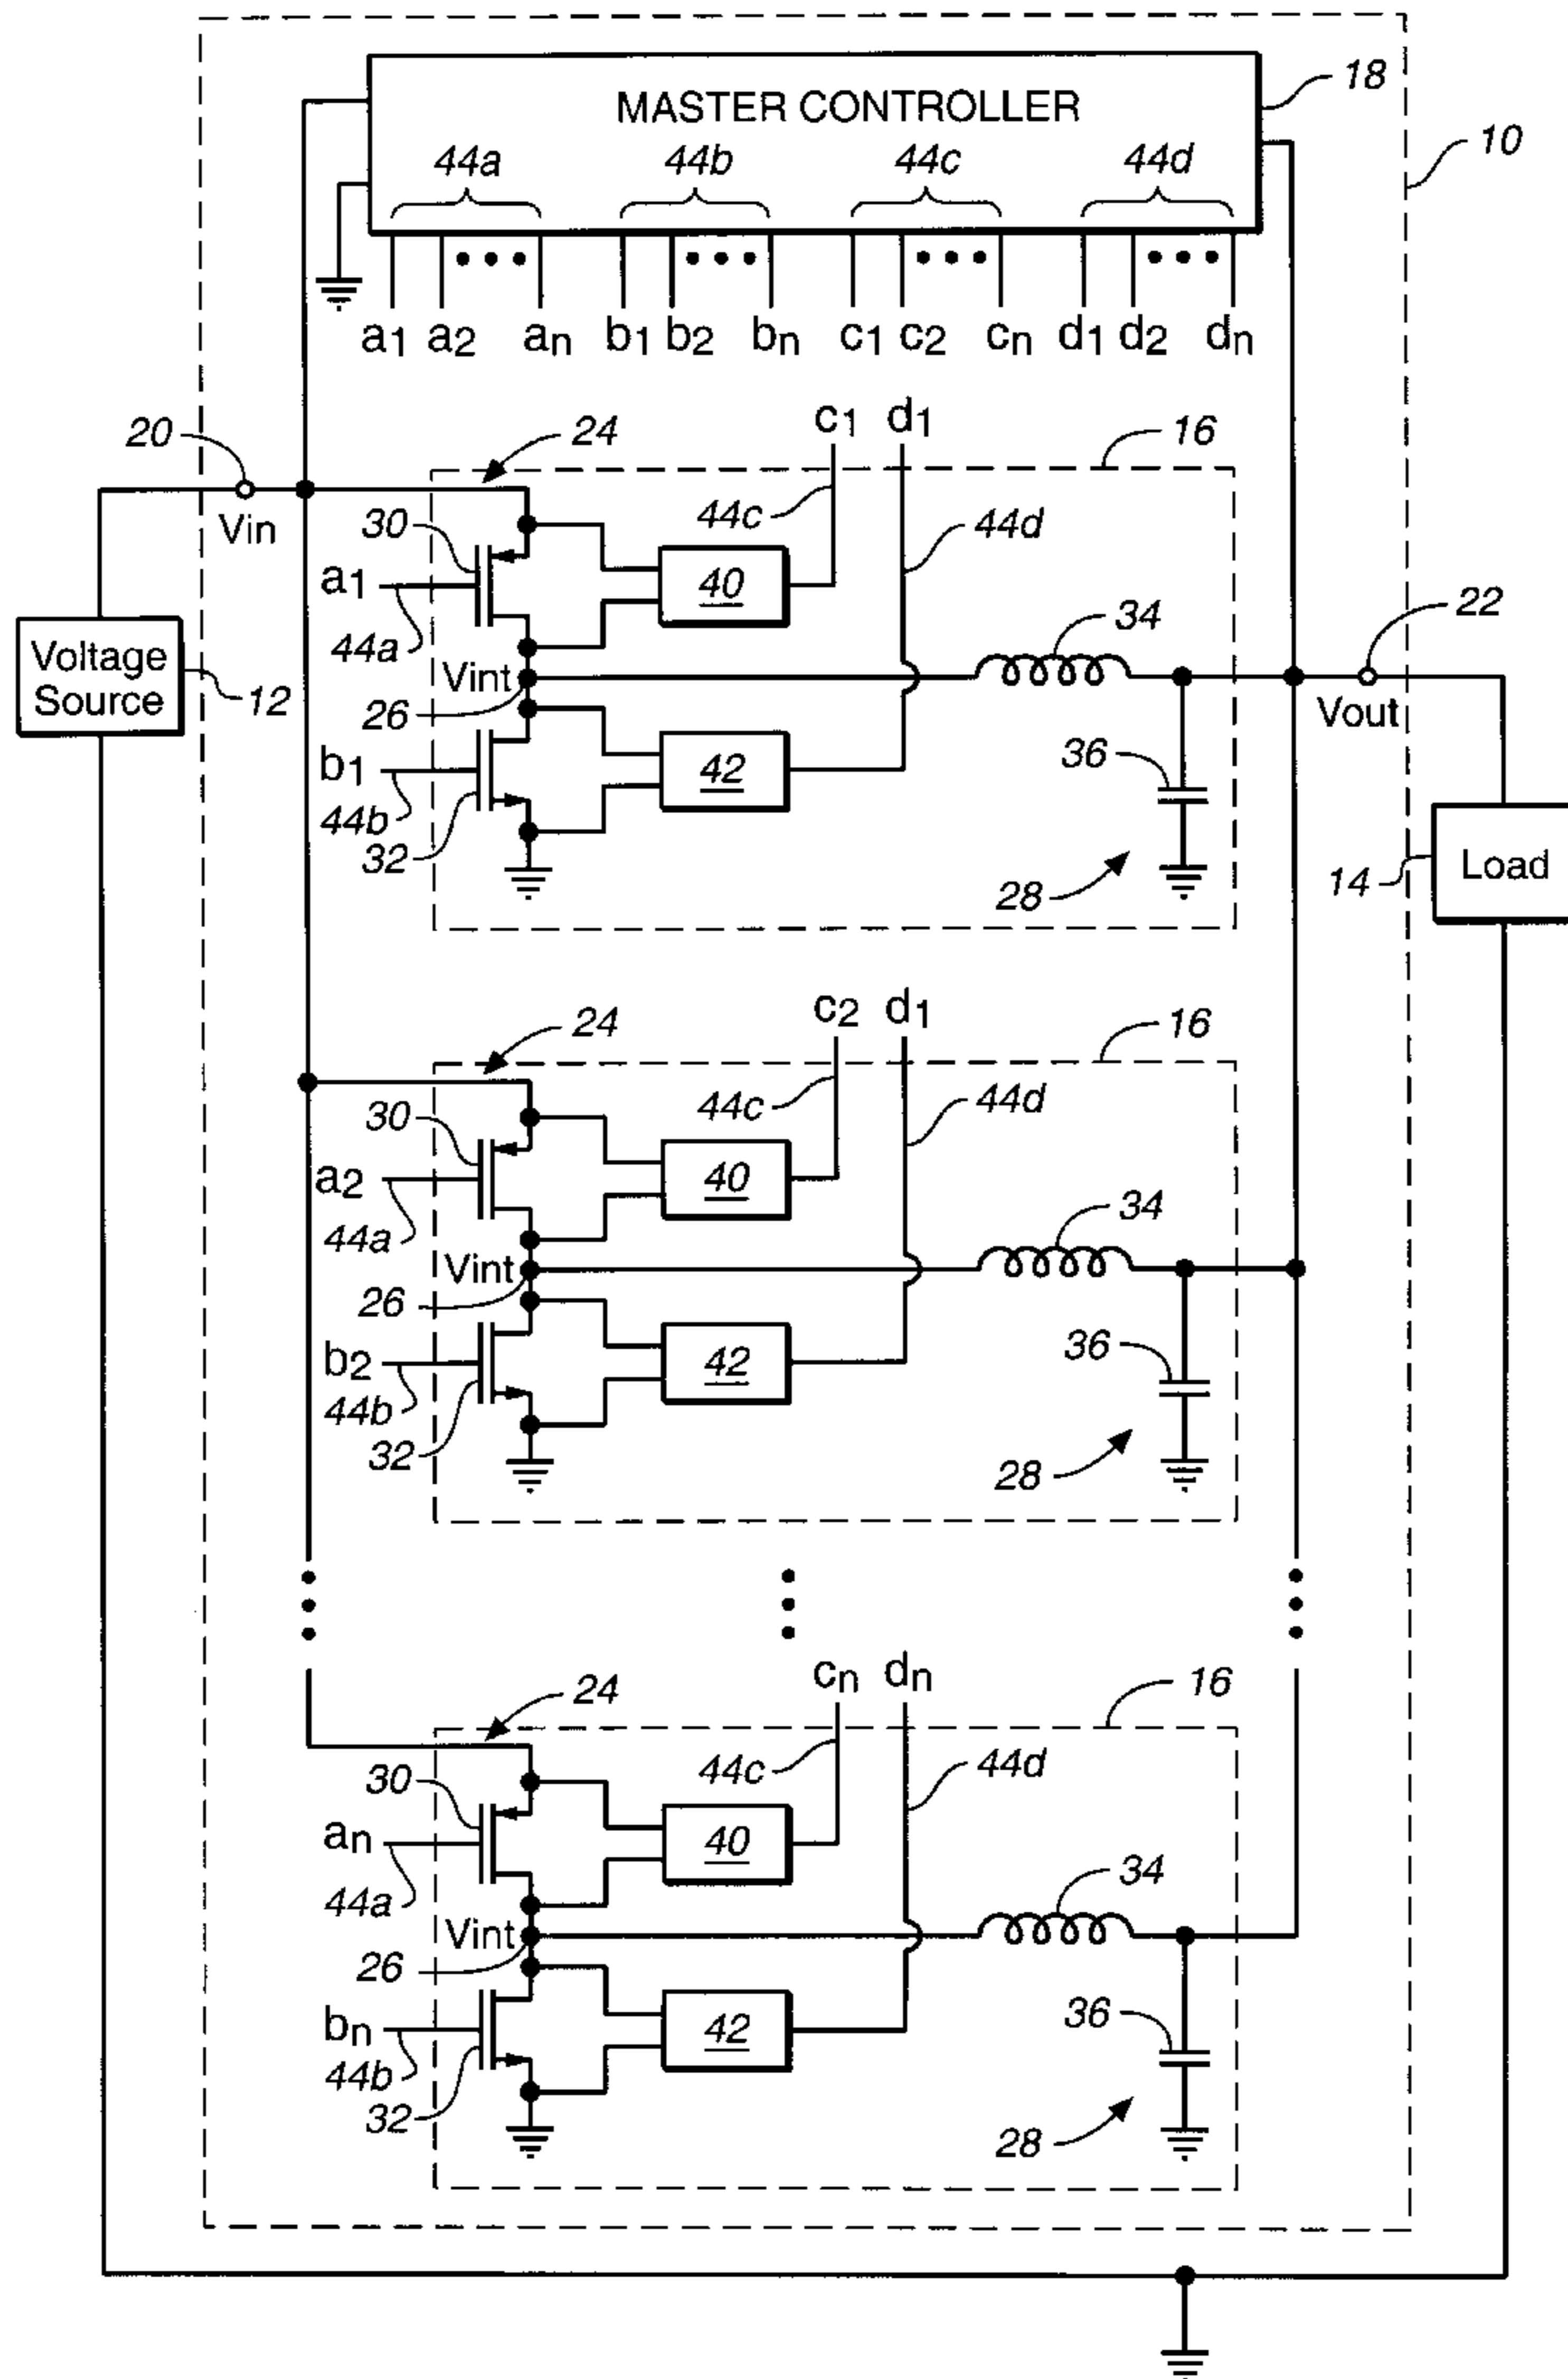 MASTER CONTROLLER
18
10
44a 44b 44c 44d
a1 a2 an b1 b2 bn c1 c2 cn d1 d2 dn
20
24
c1 d1
16
Vin
30
44c
44d
a1
40
34
22
44a
Voltage Source
12
Vint
26
Vout
b1
42
36
44b
32
28
14
Load
24
c2 d1
16
30
44c
44d
a2
40
34
44a
Vint
26
b2
42
36
44b
32
28
24
cn dn
16
30
44c
44d
an
40
34
44a
Vint
26
bn
42
36
44b
32
28